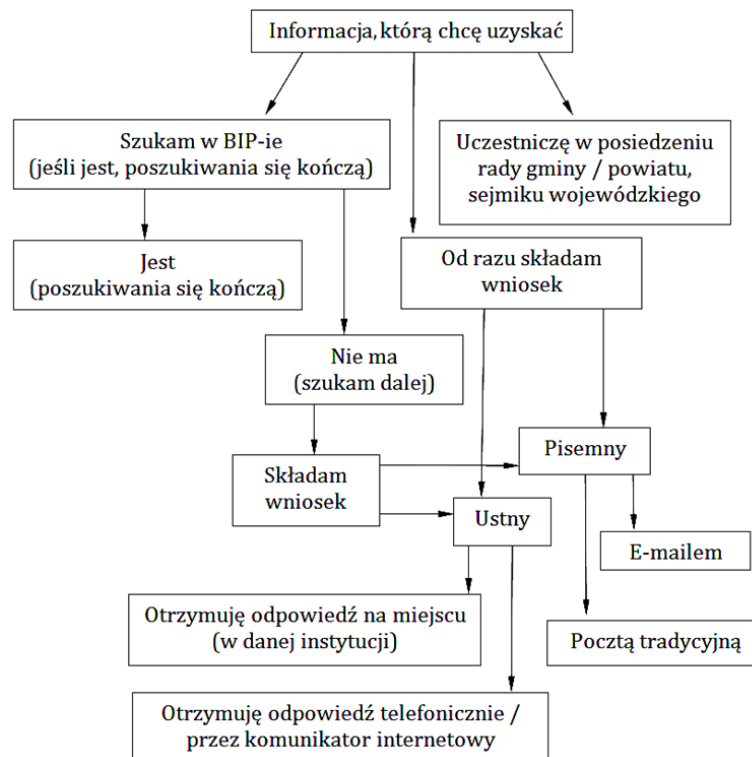 Informacja, którą chcę uzyskać
Szukam w BIP-ie
(jeśli jest, poszukiwania się kończą)
Uczestniczę w posiedzeniu
rady gminy / powiatu,
sejmiku wojewódzkiego
Jest
(poszukiwania się kończą)
Od razu składam
wniosek
Nie ma
(szukam dalej)
Składam
wniosek
Pisemny
Ustny
E-mailem
Otrzymuję odpowiedź na miejscu
(w danej instytucji)
Pocztą tradycyjną
Otrzymuję odpowiedź telefonicznie /
przez komunikator internetowy